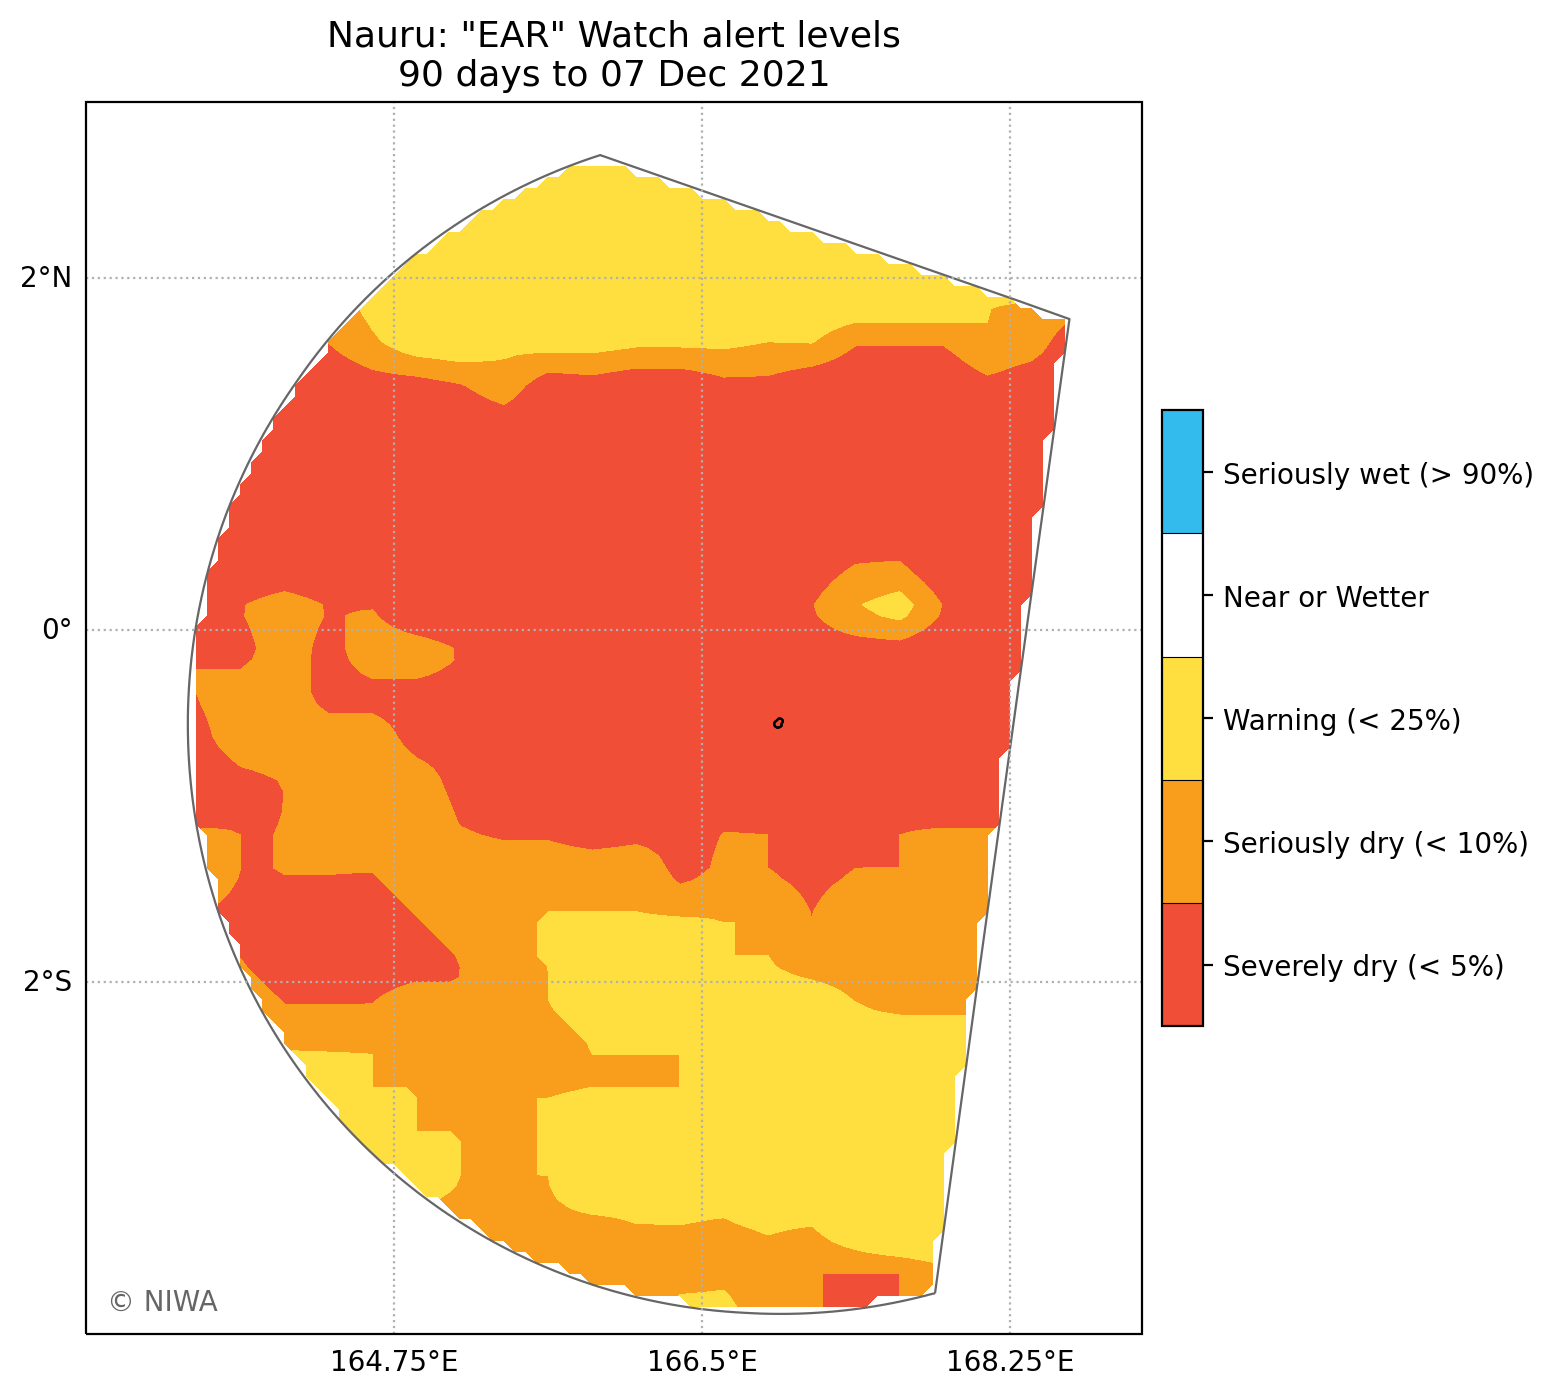 Nauru: "EAR" Watch alert levels
90 days to 07 Dec 2021
2°N
0°
2°S
164.75°E
166.5°E
168.25°E
Seriously wet (> 90%)
Near or Wetter
Warning (< 25%)
Seriously dry (< 10%)
Severely dry (< 5%)
© NIWA